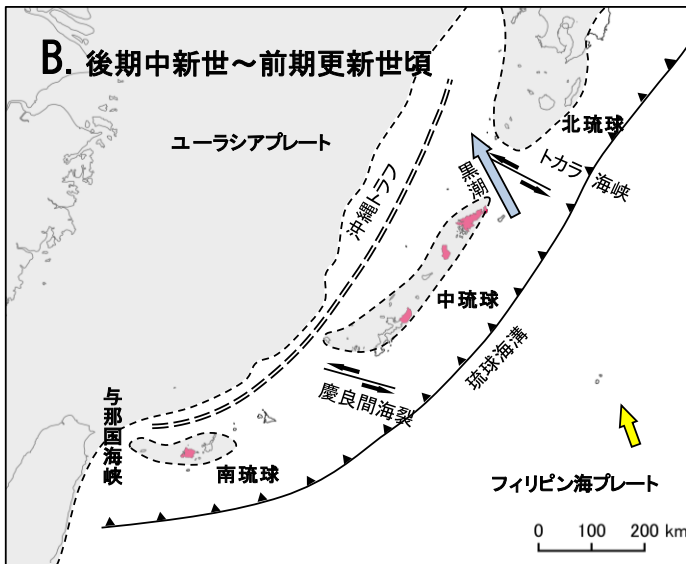 B. 後期中新世～前期更新世頃
ユーラシアプレート
北琉球
トカラ海峡
黒潮
沖縄トラフ
中琉球
琉球海溝
慶良間海裂
与那国海峡
南琉球
フィリピン海プレート
0 100 200 km